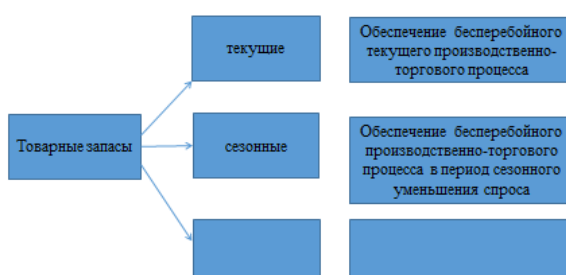 текущие
Обеспечение бесперебойного
текущего производственно-
торгового процесса
Товарные запасы
сезонные
Обеспечение бесперебойного
производственно-торгового
процесса в период сезонного
уменьшения спроса